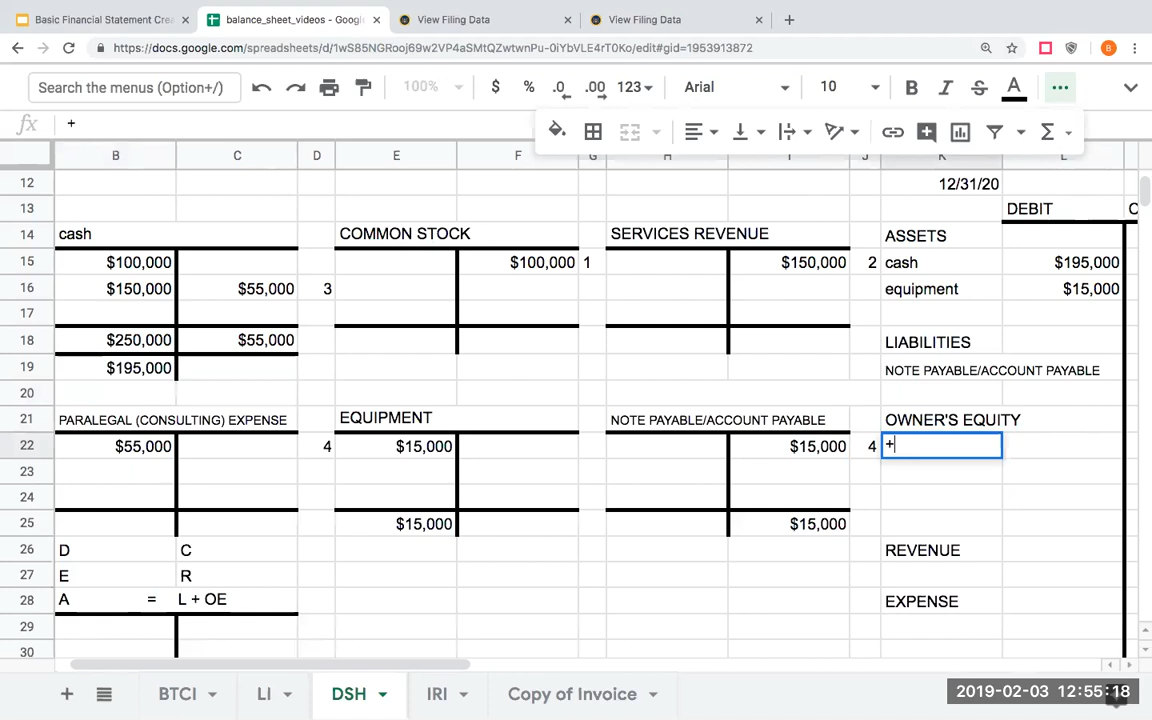 Basic Financial Statement Crea × balance_sheet_videos - Google × View Filing Data × View Filing Data × +
https://docs.google.com/spreadsheets/d/1wS85NGRooj69w2VP4aSMtQZwtwnPu-0iYbVLE4rT0Ko/edit#gid=1953913872 B
Search the menus (Option+/) 100% $ % .0 .00 123 Arial 10 B I S A
fx +
B C D E F G H I J K L
12 12/31/20
13 DEBIT C
14 cash COMMON STOCK SERVICES REVENUE ASSETS
15 $100,000 $100,000 1 $150,000 2 cash $195,000
16 $150,000 $55,000 3 equipment $15,000
17
18 $250,000 $55,000 LIABILITIES
19 $195,000 NOTE PAYABLE/ACCOUNT PAYABLE
20
21 PARALEGAL (CONSULTING) EXPENSE EQUIPMENT NOTE PAYABLE/ACCOUNT PAYABLE OWNER'S EQUITY
22 $55,000 4 $15,000 $15,000 4 +
23
24
25 $15,000 $15,000
26 D C REVENUE
27 E R
28 A = L + OE EXPENSE
29
30
+ BTCI LI DSH IRI Copy of Invoice 2019-02-03 12:55:18